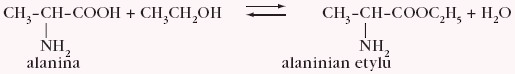 CH₃-CH-COOH + CH₃CH₂OH ⇌ CH₃-CH-COOC₂H₅ + H₂O
| |
NH₂ NH₂
alanina alaninian etylu